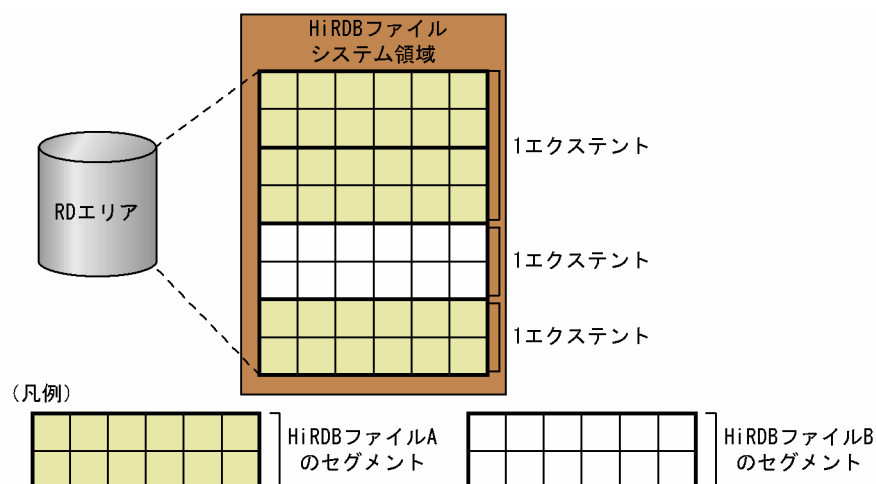 HiRDBファイル
システム領域
1エクステント
RDエリア
1エクステント
1エクステント
(凡例)
HiRDBファイルA
のセグメント
HiRDBファイルB
のセグメント